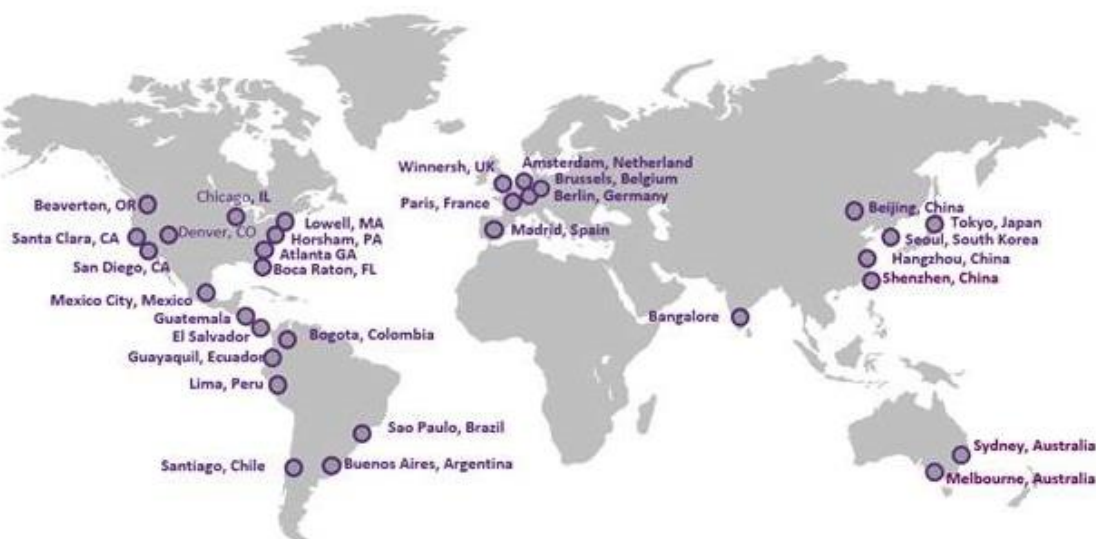 Beaverton, OR
Chicago, IL
Santa Clara, CA
Denver, CO
San Diego, CA
Lowell, MA
Horsham, PA
Atlanta GA
Boca Raton, FL
Mexico City, Mexico
Guatemala
El Salvador
Bogota, Colombia
Guayaquil, Ecuador
Lima, Peru
Sao Paulo, Brazil
Santiago, Chile
Buenos Aires, Argentina
Winnersh, UK
Amsterdam, Netherland
Brussels, Belgium
Berlin, Germany
Paris, France
Madrid, Spain
Bangalore
Beijing, China
Tokyo, Japan
Seoul, South Korea
Hangzhou, China
Shenzhen, China
Sydney, Australia
Melbourne, Australia